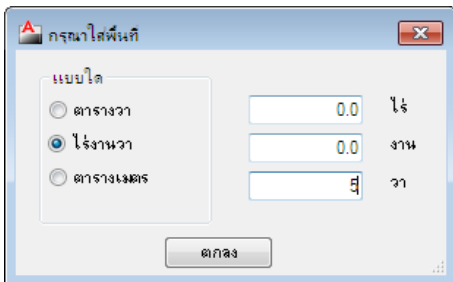 กรุณาใส่พื้นที่
แบบใด
ตารางวา
ไร่งานวา
ตารางเมตร
0.0 ไร่
0.0 งาน
5 วา
ตกลง